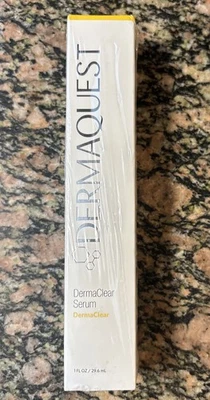 DERMAQUEST
DermaClear
Serum
DermaClear
1 FL OZ / 29.6 mL